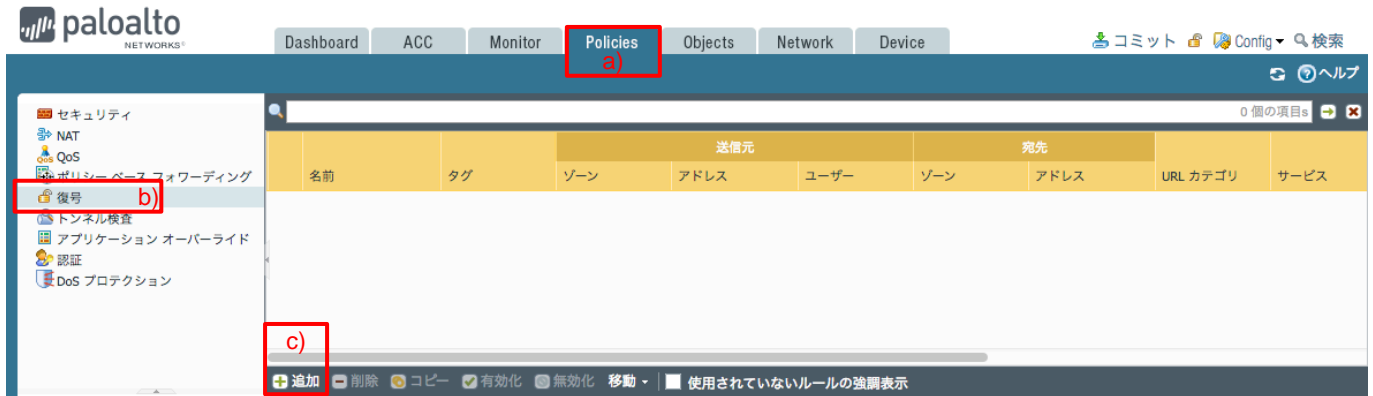 paloalto
NETWORKS®
Dashboard ACC Monitor Policies Objects Network Device
a)
コミット Config 検索
ヘルプ
セキュリティ
NAT
QoS
ポリシー ベース フォワーディング
復号 b)
トンネル検査
アプリケーション オーバーライド
認証
DoS プロテクション
0 個の項目s
送信元 宛先
名前 タグ ゾーン アドレス ユーザー ゾーン アドレス URL カテゴリ サービス
c)
追加 削除 コピー 有効化 無効化 移動 使用されていないルールの強調表示